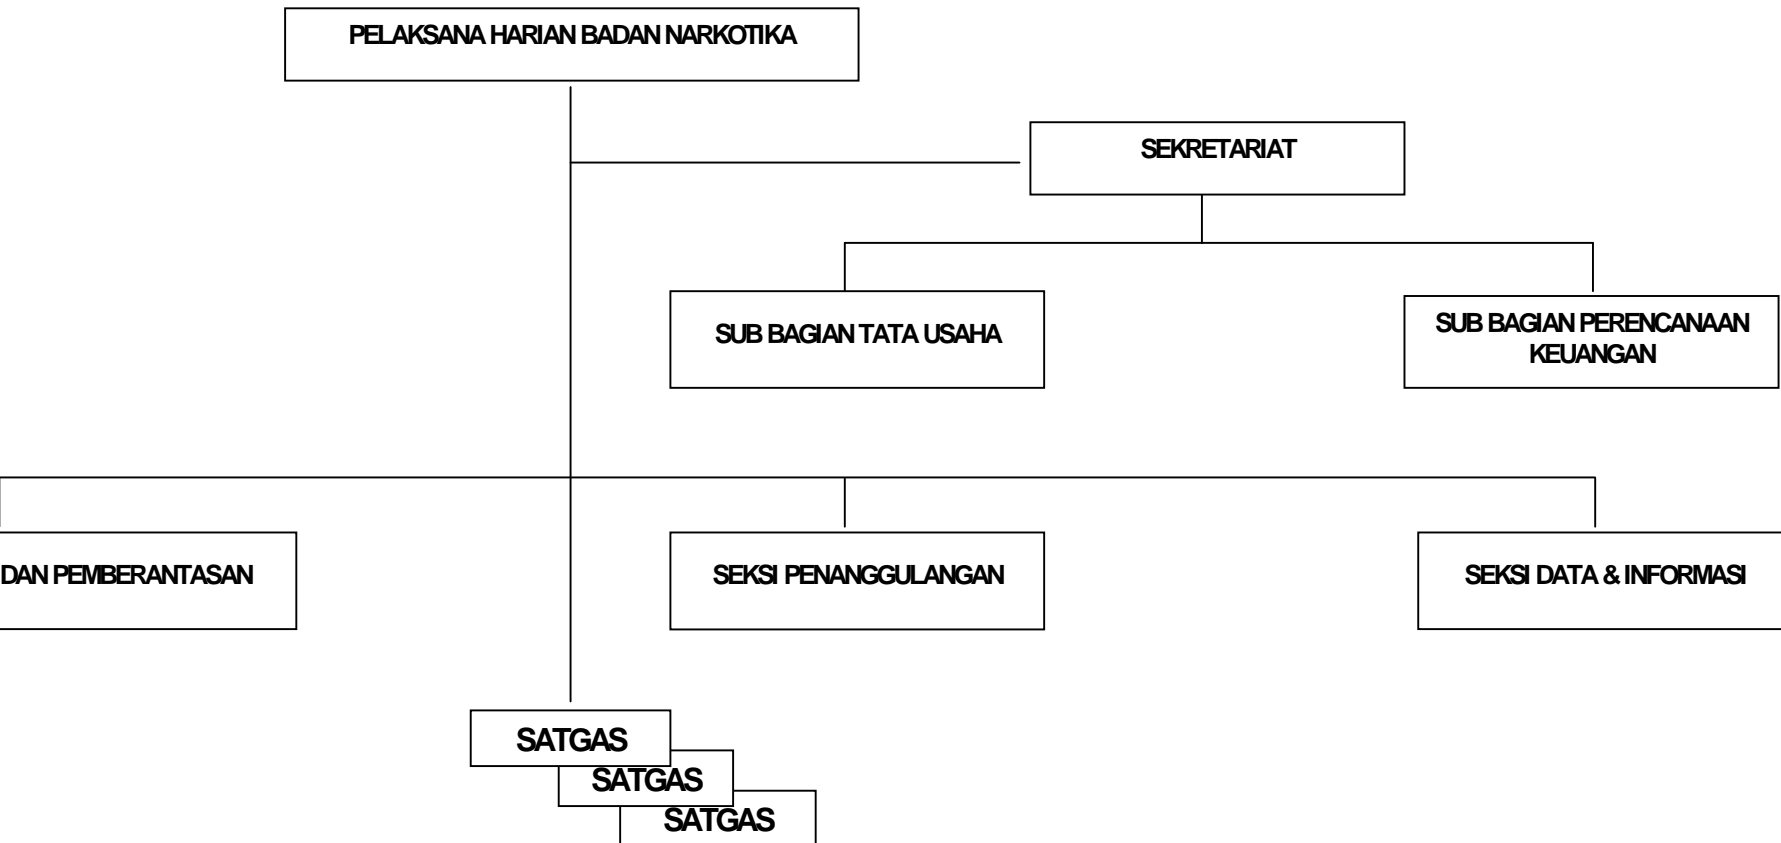 PELAKSANA HARIAN BADAN NARKOTIKA
SEKRETARIAT
SUB BAGIAN TATA USAHA
SUB BAGIAN PERENCANAAN
KEUANGAN
DAN PEMBERANTASAN
SEKSI PENANGGULANGAN
SEKSI DATA & INFORMASI
SATGAS
SATGAS
SATGAS